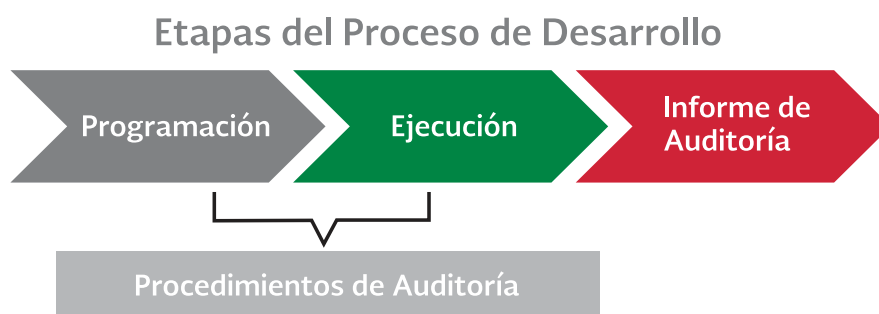 Etapas del Proceso de Desarrollo
Programación
Ejecución
Informe de
Auditoría
Procedimientos de Auditoría